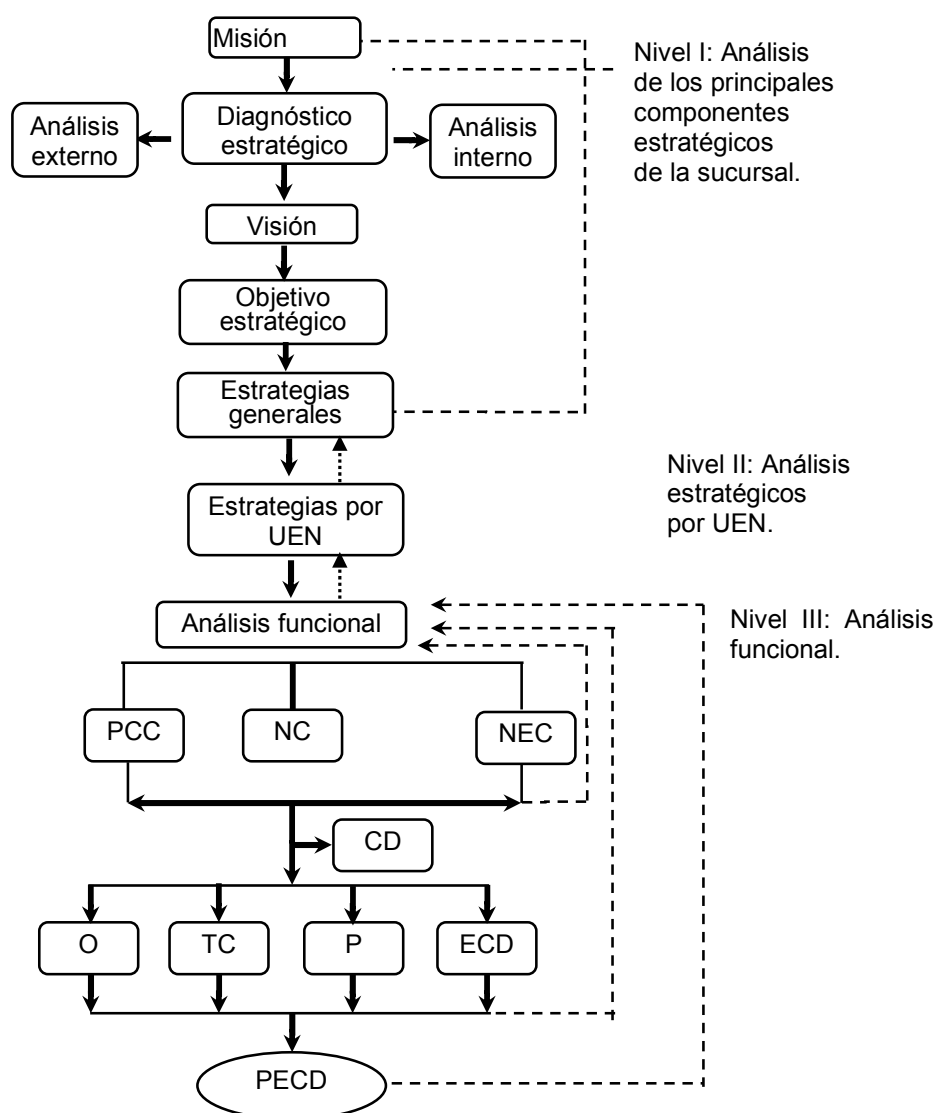 Misión
Nivel I: Análisis
de los principales
componentes
estratégicos
de la sucursal.
Análisis
externo
Diagnóstico
estratégico
Análisis
interno
Visión
Objetivo
estratégico
Estrategias
generales
Nivel II: Análisis
estratégicos
por UEN.
Estrategias por
UEN
Análisis funcional
Nivel III: Análisis
funcional.
PCC
NC
NEC
CD
O
TC
P
ECD
PECD